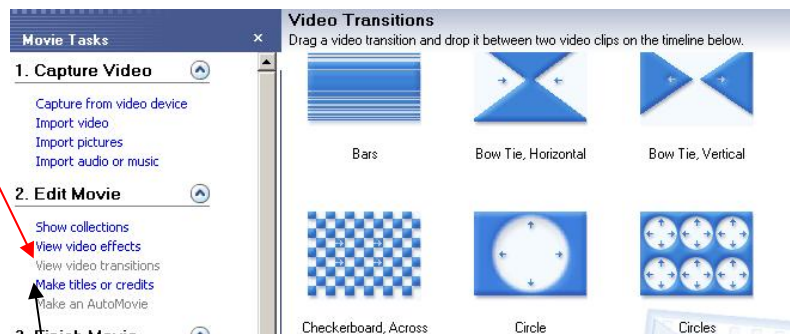 Movie Tasks
1. Capture Video
Capture from video device
Import video
Import pictures
Import audio or music
2. Edit Movie
Show collections
View video effects
View video transitions
Make titles or credits
Make an AutoMovie
3. Finish Movie
Video Transitions
Drag a video transition and drop it between two video clips on the timeline below.
Bars
Bow Tie, Horizontal
Bow Tie, Vertical
Checkerboard, Across
Circle
Circles